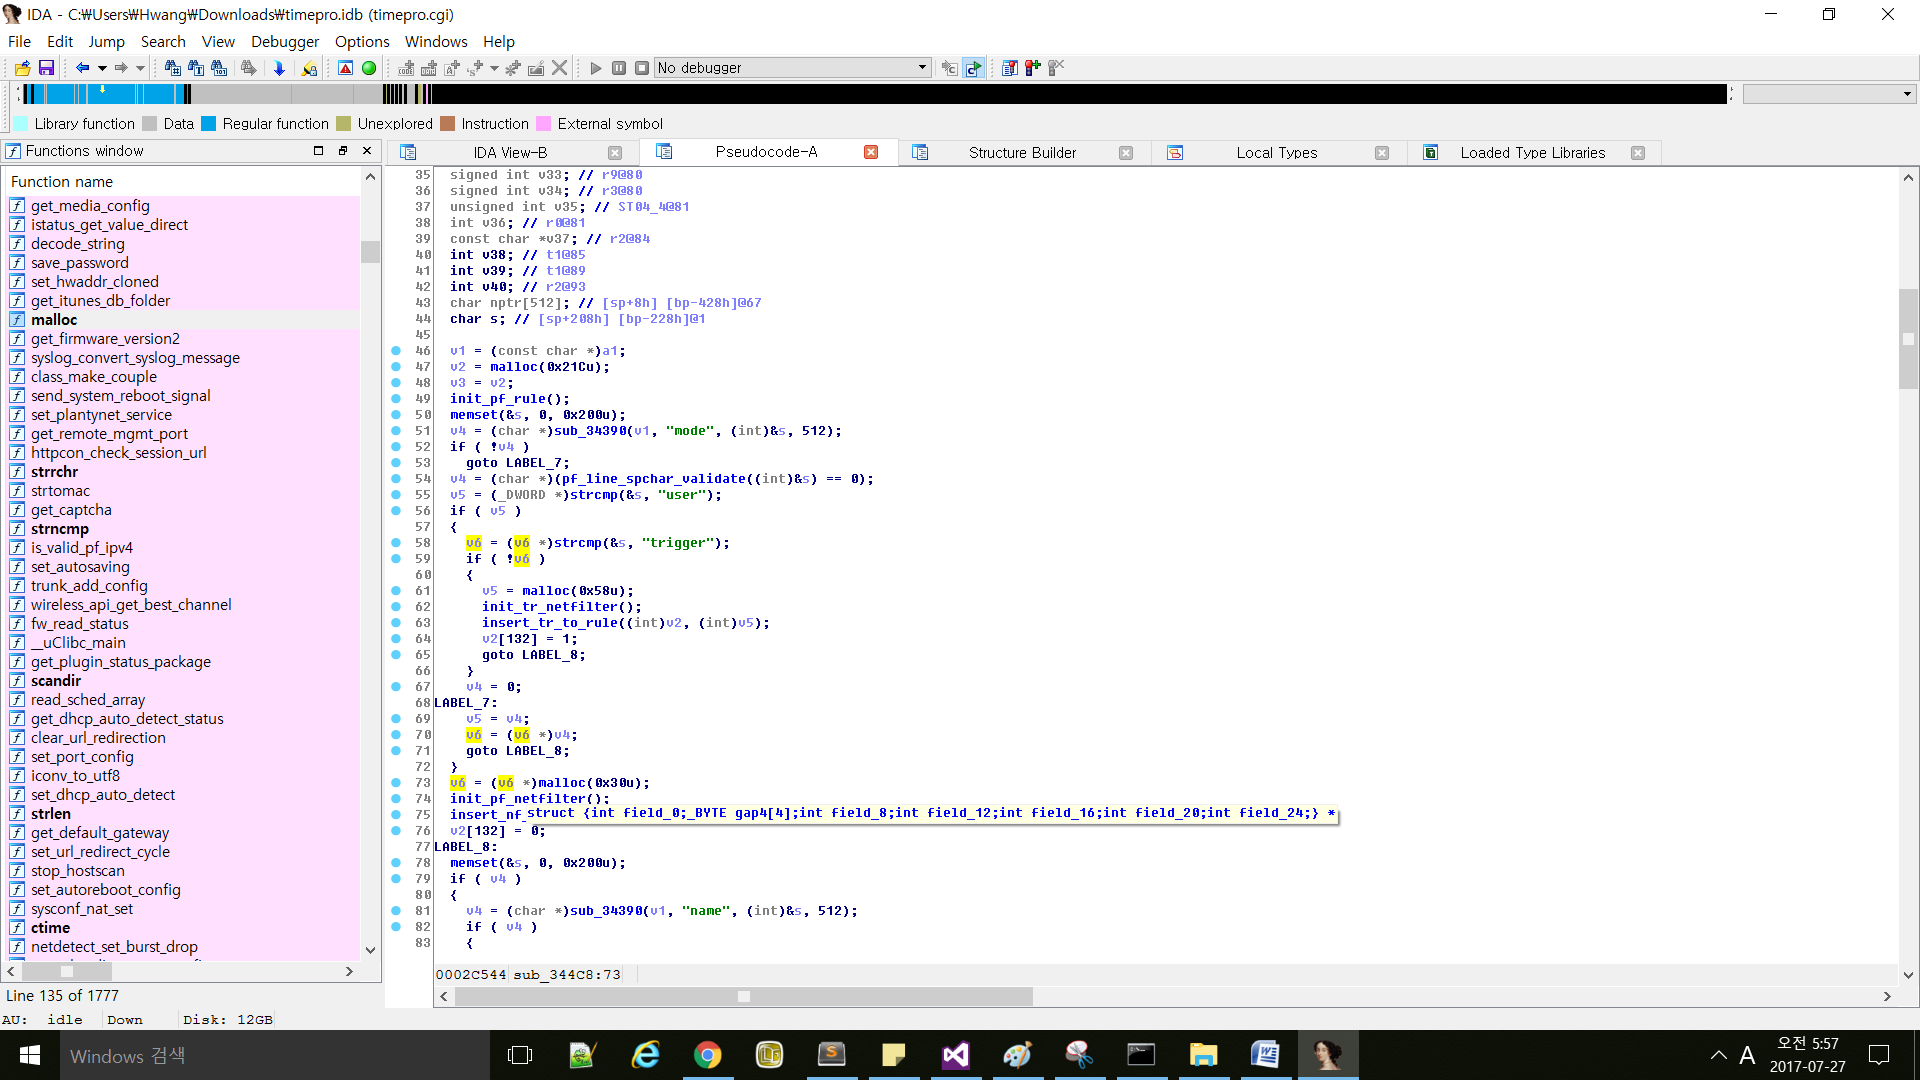 IDA - C:₩Users₩Hwang₩Downloads₩timepro.idb (timepro.cgi)
File Edit Jump Search View Debugger Options Windows Help
No debugger
Library function Data Regular function Unexplored Instruction External symbol
Functions window
IDA View-B Pseudocode-A Structure Builder Local Types Loaded Type Libraries
Function name
get_media_config
istatus_get_value_direct
decode_string
save_password
set_hwaddr_cloned
get_itunes_db_folder
malloc
get_firmware_version2
syslog_convert_syslog_message
class_make_couple
send_system_reboot_signal
set_plantynet_service
get_remote_mgmt_port
httpcon_check_session_url
strrchr
strtomac
get_captcha
strncmp
is_valid_pf_ipv4
set_autosaving
trunk_add_config
wireless_api_get_best_channel
fw_read_status
__uClibc_main
get_plugin_status_package
scandir
read_sched_array
get_dhcp_auto_detect_status
clear_url_redirection
set_port_config
iconv_to_utf8
set_dhcp_auto_detect
strlen
get_default_gateway
set_url_redirect_cycle
stop_hostscan
set_autoreboot_config
sysconf_nat_set
ctime
netdetect_set_burst_drop
Line 135 of 1777
35 signed int v33; // r9@80
36 signed int v34; // r3@80
37 unsigned int v35; // ST04_4@81
38 int v36; // r0@81
39 const char *v37; // r2@84
40 int v38; // t1@85
41 int v39; // t1@89
42 int v40; // r2@93
43 char nptr[512]; // [sp+8h] [bp-428h]@67
44 char s; // [sp+208h] [bp-228h]@1
45
46 v1 = (const char *)a1;
47 v2 = malloc(0x21Cu);
48 v3 = v2;
49 init_pf_rule();
50 memset(&s, 0, 0x200u);
51 v4 = (char *)sub_34390(v1, "mode", (int)&s, 512);
52 if ( !v4 )
53 goto LABEL_7;
54 v4 = (char *)(pf_line_spchar_validate((int)&s) == 0);
55 v5 = (_DWORD *)strcmp(&s, "user");
56 if ( v5 )
57 {
58 v6 = (v6 *)strcmp(&s, "trigger");
59 if ( !v6 )
60 {
61 v5 = malloc(0x58u);
62 init_tr_netfilter();
63 insert_tr_to_rule((int)v2, (int)v5);
64 v2[132] = 1;
65 goto LABEL_8;
66 }
67 v4 = 0;
68 LABEL_7:
69 v5 = v4;
70 v6 = (v6 *)v4;
71 goto LABEL_8;
72 }
73 v6 = (v6 *)malloc(0x30u);
74 init_pf_netfilter();
75 insert_nf_ struct {int field_0;_BYTE gap4[4];int field_8;int field_12;int field_16;int field_20;int field_24;} *
76 v2[132] = 0;
77 LABEL_8:
78 memset(&s, 0, 0x200u);
79 if ( v4 )
80 {
81 v4 = (char *)sub_34390(v1, "name", (int)&s, 512);
82 if ( v4 )
83 {
0002C544 sub_344C8:73
AU: idle Down Disk: 12GB
Windows 검색
A
오전 5:57
2017-07-27